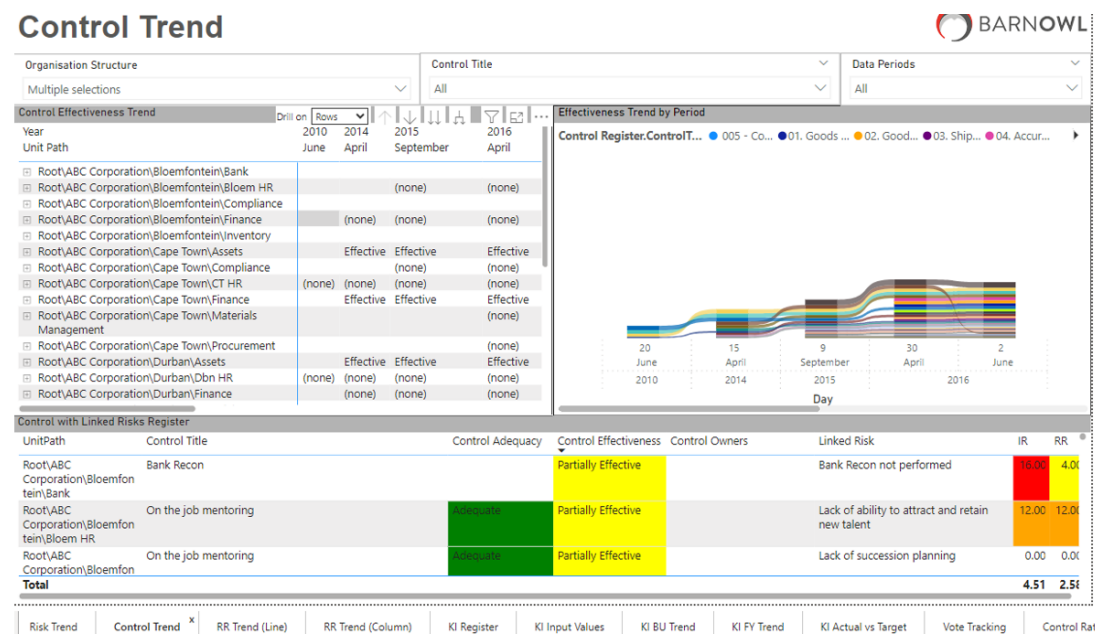 Control Trend
BARNOWL
Organisation Structure
Control Title
Data Periods
Multiple selections
All
All
Control Effectiveness Trend
Drill on Rows
Effectiveness Trend by Period
Year 2010 2014 2015 2016
Unit Path June April September April
Control Register.ControlT... 005 - Co... 01. Goods ... 02. Good... 03. Ship... 04. Accur...
Root\ABC Corporation\Bloemfontein\Bank
Root\ABC Corporation\Bloemfontein\Bloem HR (none) (none)
Root\ABC Corporation\Bloemfontein\Compliance
Root\ABC Corporation\Bloemfontein\Finance (none) (none) (none)
Root\ABC Corporation\Bloemfontein\Inventory
Root\ABC Corporation\Cape Town\Assets Effective Effective Effective
Root\ABC Corporation\Cape Town\Compliance (none) (none)
Root\ABC Corporation\Cape Town\CT HR (none) (none) (none) (none)
Root\ABC Corporation\Cape Town\Finance Effective Effective Effective
Root\ABC Corporation\Cape Town\Materials (none)
Management
Root\ABC Corporation\Cape Town\Procurement (none)
Root\ABC Corporation\Durban\Assets Effective Effective Effective
Root\ABC Corporation\Durban\Dbn HR (none) (none) (none) (none)
Root\ABC Corporation\Durban\Finance (none) (none) (none)
20 15 9 30 2
June April September April June
2010 2014 2015 2016
Day
Control with Linked Risks Register
UnitPath Control Title Control Adequacy Control Effectiveness Control Owners Linked Risk IR RR
Root\ABC Bank Recon Partially Effective Bank Recon not performed 16.00 4.00
Corporation\Bloemfon
tein\Bank
Root\ABC On the job mentoring Adequate Partially Effective Lack of ability to attract and retain 12.00 12.00
Corporation\Bloemfon new talent
tein\Bloem HR
Root\ABC On the job mentoring Adequate Partially Effective Lack of succession planning 0.00 0.00
Corporation\Bloemfon
Total 4.51 2.58
Risk Trend Control Trend x RR Trend (Line) RR Trend (Column) KI Register KI Input Values KI BU Trend KI FY Trend KI Actual vs Target Vote Tracking Control Rat